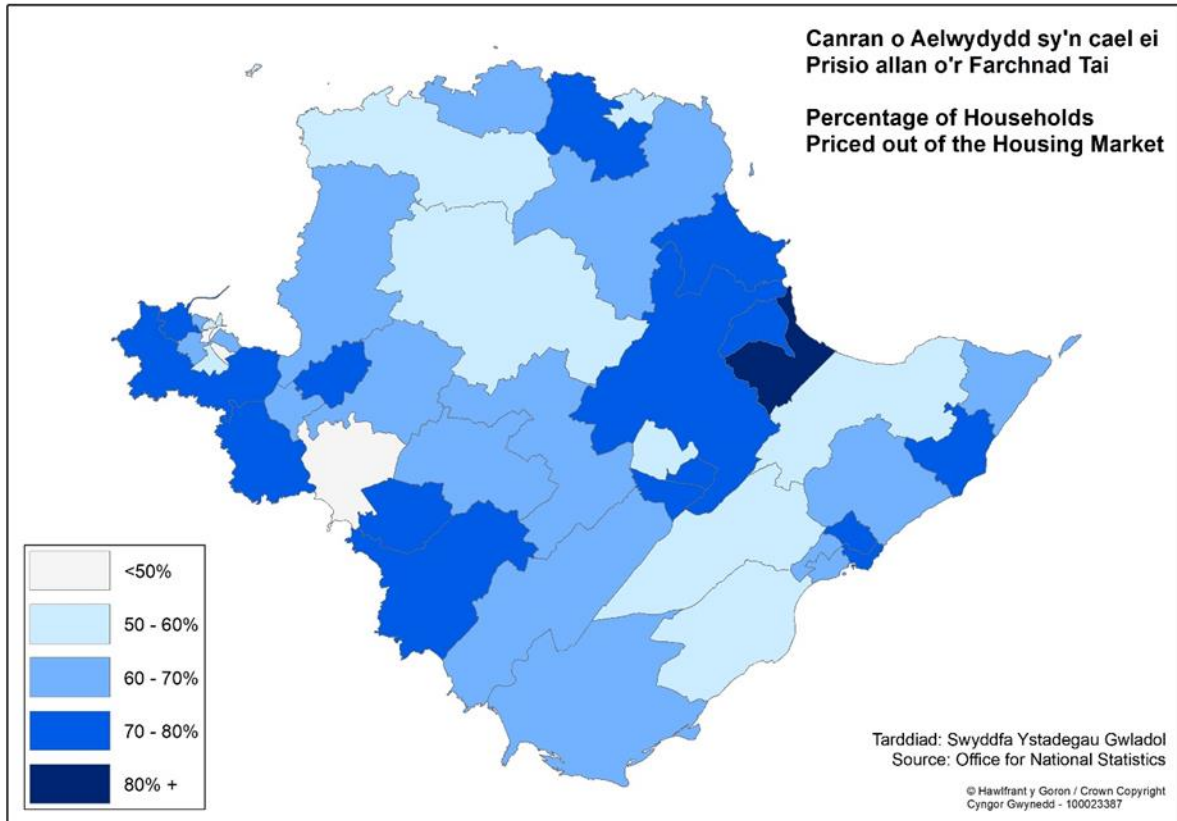 Canran o Aelwydydd sy'n cael ei
Prisio allan o'r Farchnad Tai
Percentage of Households
Priced out of the Housing Market
<50%
50 - 60%
60 - 70%
70 - 80%
80% +
Tarddiad: Swyddfa Ystadegau Gwladol
Source: Office for National Statistics
© Hawlfraint y Goron / Crown Copyright
Cyngor Gwynedd - 100023387